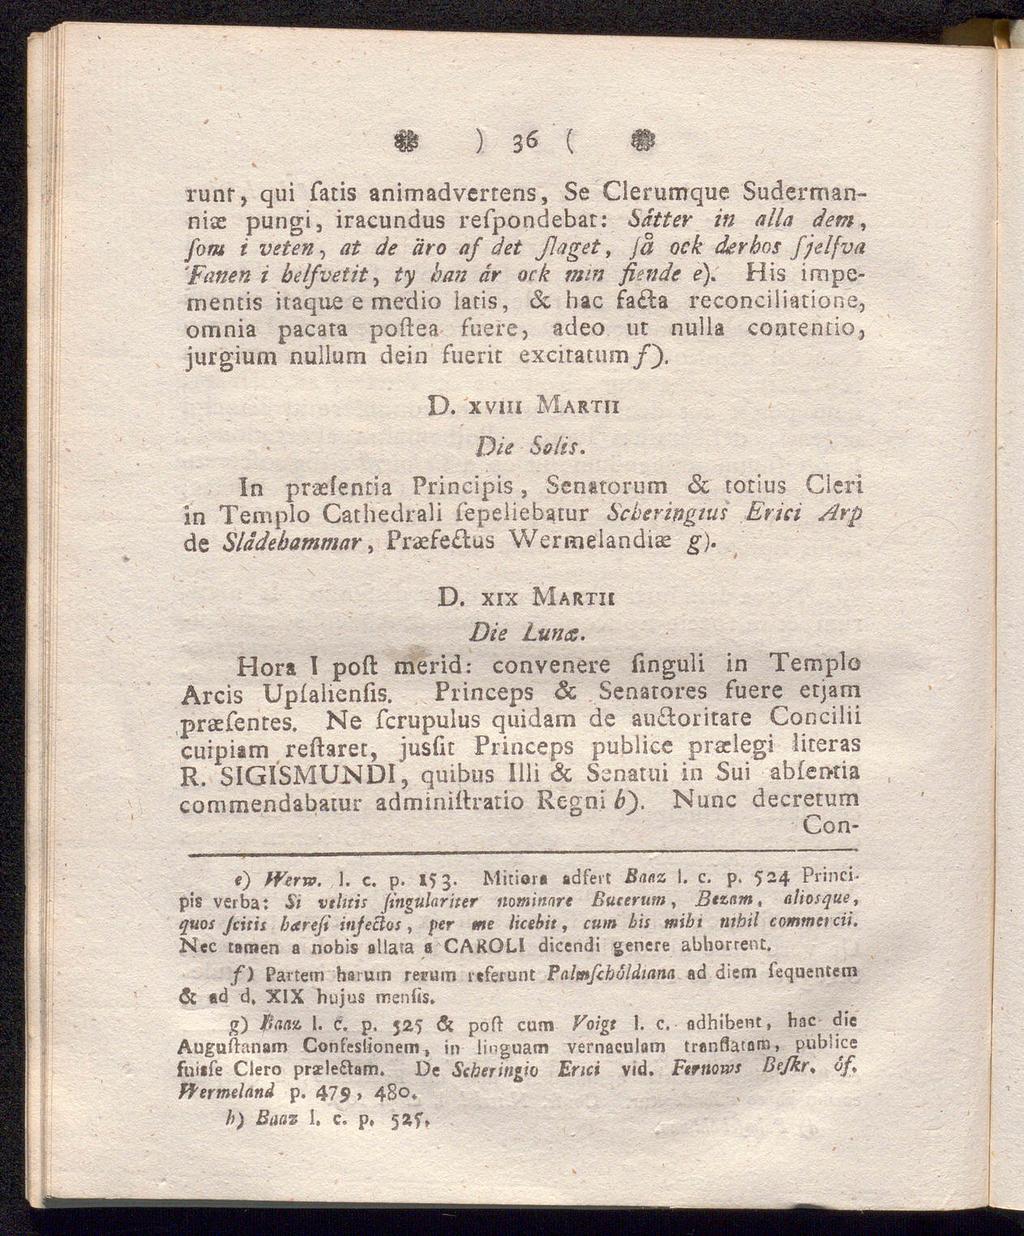 ) 36 (
runt, qui ſatis animadvertens, Se Clerumque Suderman-
niæ pungi, iracundus reſpondebat: Sätter in alla dem,
ſom i veten, at de äro af det ſlaget, ſå ock derhos ſjelfva
Fanen i helfvetit, ty han är ock min fiende e). His impe-
mentis itaque e medio latis, & hac facta reconciliatione,
omnia pacata poſtea fuere, adeo ut nulla contentio,
jurgium nullum dein fuerit excitatum f).
D. XVIII MARTII
Die Solis.
In præſentia Principis, Senatorum & totius Cleri
in Templo Cathedrali ſepeliebatur Scheringius Erici Arp
de Slädehammar, Præfectus Wermelandiæ g).
D. XIX MARTII
Die Lunæ.
Hora I poſt merid: convenere ſinguli in Templo
Arcis Upſalienſis. Princeps & Senatores fuere etjam
præſentes. Ne ſcrupulus quidam de auctoritate Concilii
cuipiam reſtaret, jusſit Princeps publice prælegi literas
R. SIGISMUNDI, quibus Illi & Senatui in Sui abſentia
commendabatur adminiſtratio Regni h). Nunc decretum
Con-
e) Werw. l. c. p. 153. Mitiora adfert Baaz l. c. p. 524 Princi-
pis verba: Si velitis ſingulariter nominare Bucerum, Bezam, aliosque,
quos ſcitis hæreſi infectos, per me licebit, cum his mihi nihil commercii.
Nec tamen a nobis allata a CAROLI dicendi genere abhorrent.
f) Partem harum rerum referunt Palmſchöldiana ad diem ſequentem
& ad d. XIX hujus menſis.
g) Baaz l. c. p. 525 & poſt cum Voigt l. c. adhibent, hac die
Auguſtanam Confesſionem, in linguam vernaculam tranſlatam, publice
fuisſe Clero prælectam. De Scheringio Erici vid. Fernows Beſkr. öf.
Wermeland p. 479, 480.
h) Baaz l. c. p. 525.